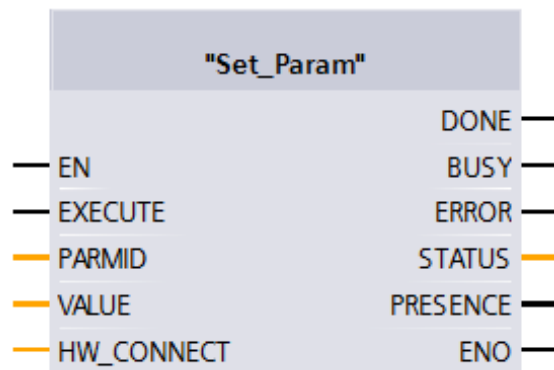 "Set_Param"
DONE
EN BUSY
EXECUTE ERROR
PARMID STATUS
VALUE PRESENCE
HW_CONNECT ENO